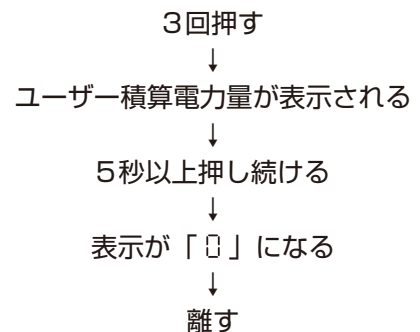 ３回押す
↓
ユーザー積算電力量が表示される
↓
５秒以上押し続ける
↓
表示が「０」になる
↓
離す